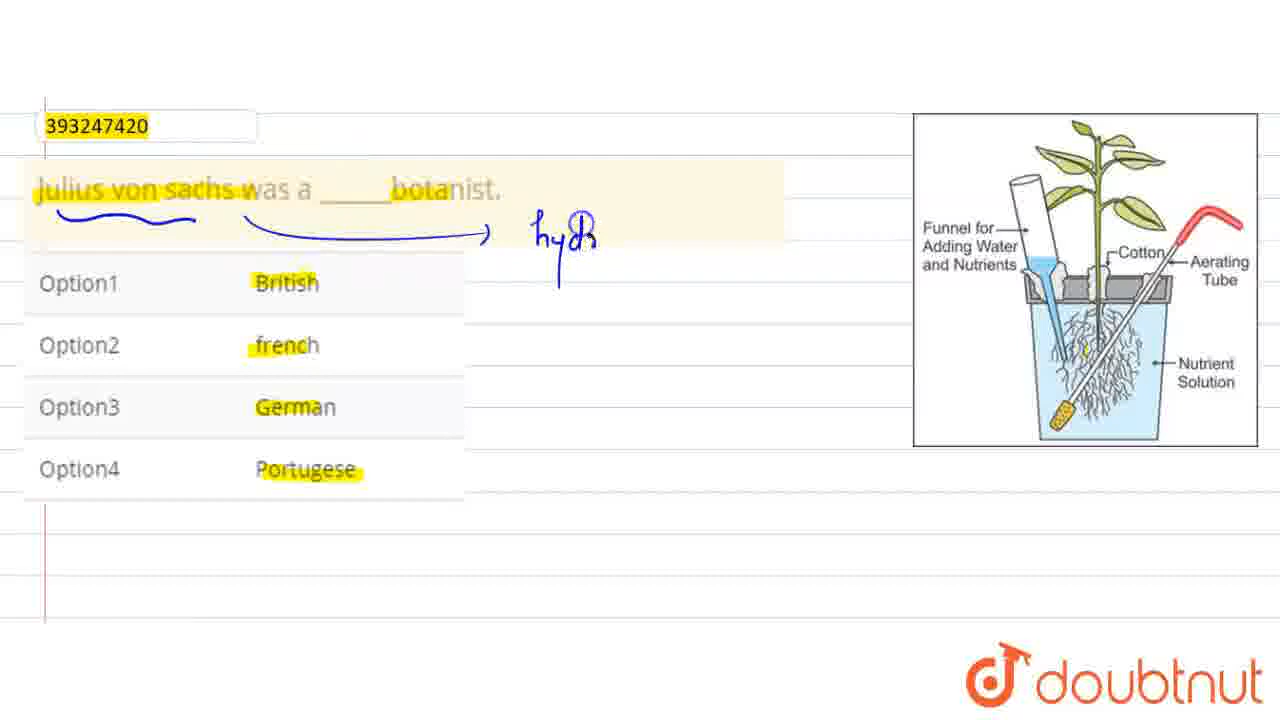 393247420
Julius von sachs was a ______botanist.
hydr
Option1 British
Option2 french
Option3 German
Option4 Portugese
Funnel for
Adding Water
and Nutrients
Cotton
Aerating
Tube
Nutrient
Solution
doubtnut